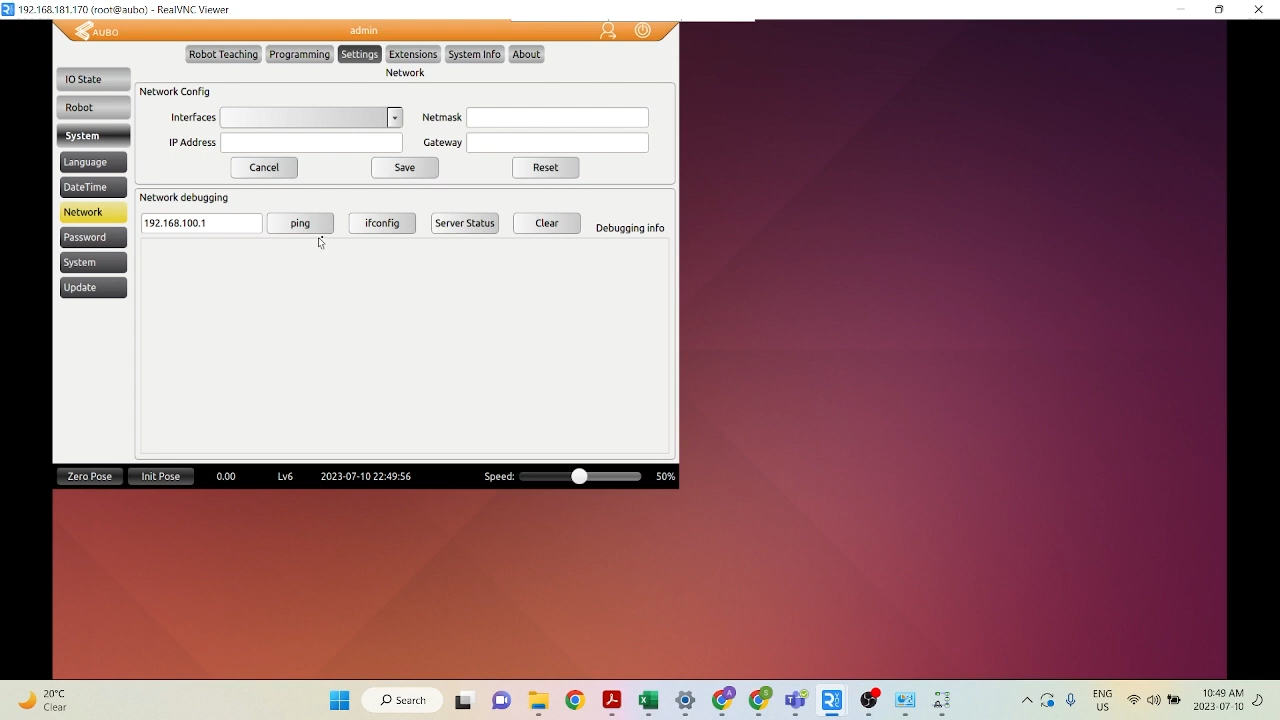 192.168.181.170 (root@aubo) - RealVNC Viewer
AUBO
admin
Robot Teaching
Programming
Settings
Extensions
System Info
About
Network
IO State
Robot
System
Language
DateTime
Network
Password
System
Update
Network Config
Interfaces
Netmask
IP Address
Gateway
Cancel
Save
Reset
Network debugging
192.168.100.1
ping
ifconfig
Server Status
Clear
Debugging info
Zero Pose
Init Pose
0.00
Lv6
2023-07-10 22:49:56
Speed:
50%
20°C
Clear
Search
ENG
US
10:49 AM
2023-07-10